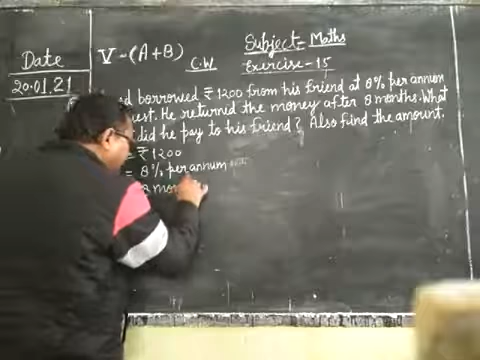 Date
20.01.21
V-(A+B)
C.W
Subject = Maths
Exercise-15
borrowed ₹1200 from his friend at 8% per annum
He returned the money after 8 months. What
did he pay to his friend? Also find the amount.
= ₹1200
= 8% per annum